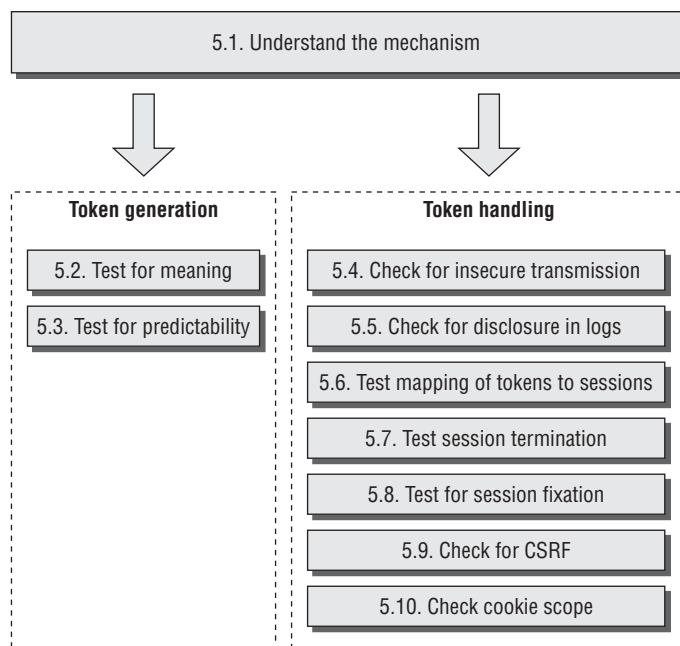 5.1. Understand the mechanism
Token generation
5.2. Test for meaning
5.3. Test for predictability
Token handling
5.4. Check for insecure transmission
5.5. Check for disclosure in logs
5.6. Test mapping of tokens to sessions
5.7. Test session termination
5.8. Test for session fixation
5.9. Check for CSRF
5.10. Check cookie scope